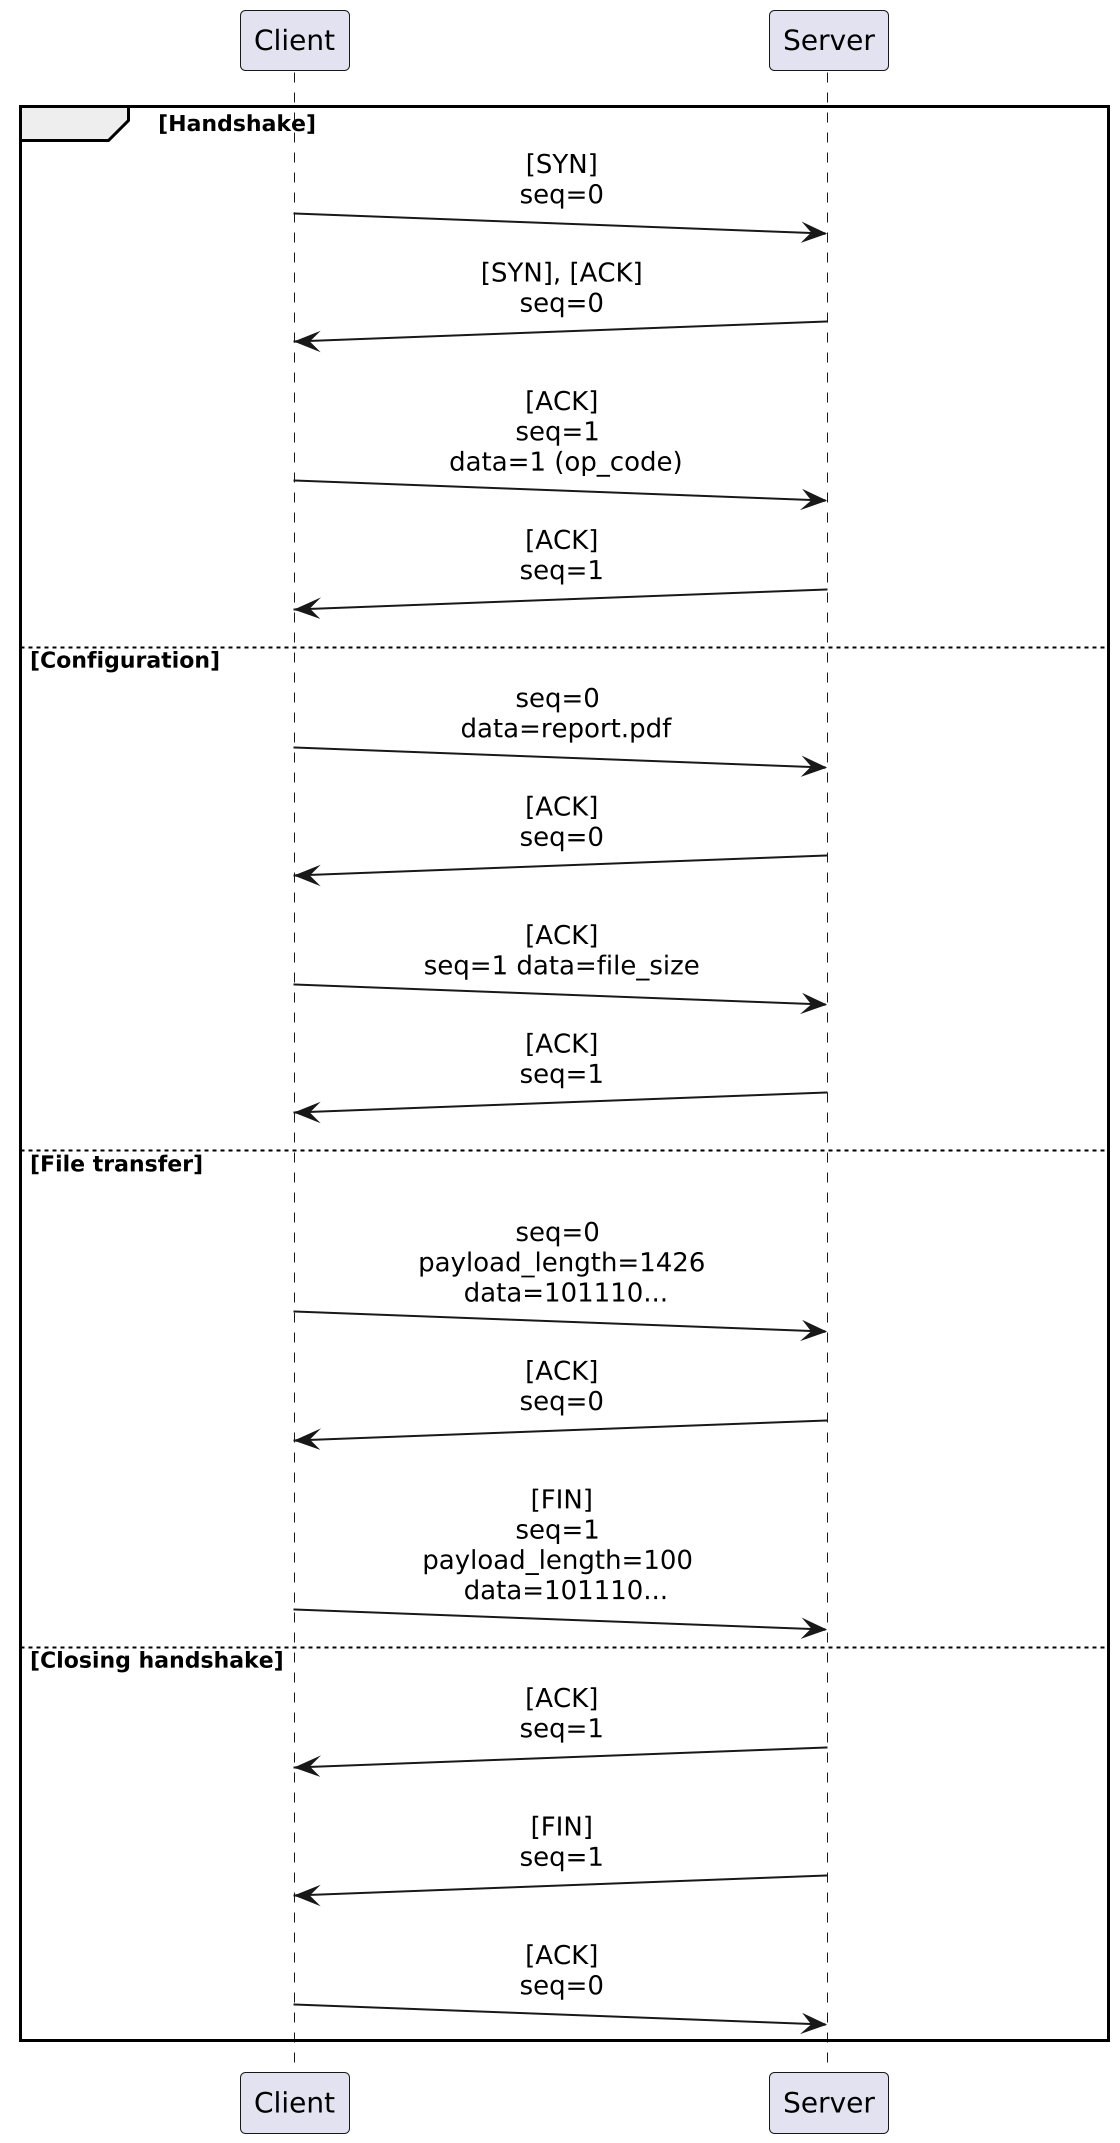 Client
Server
[Handshake]
[SYN]
seq=0
[SYN], [ACK]
seq=0
[ACK]
seq=1
data=1 (op_code)
[ACK]
seq=1
[Configuration]
seq=0
data=report.pdf
[ACK]
seq=0
[ACK]
seq=1 data=file_size
[ACK]
seq=1
[File transfer]
seq=0
payload_length=1426
data=101110...
[ACK]
seq=0
[FIN]
seq=1
payload_length=100
data=101110...
[Closing handshake]
[ACK]
seq=1
[FIN]
seq=1
[ACK]
seq=0
Client
Server